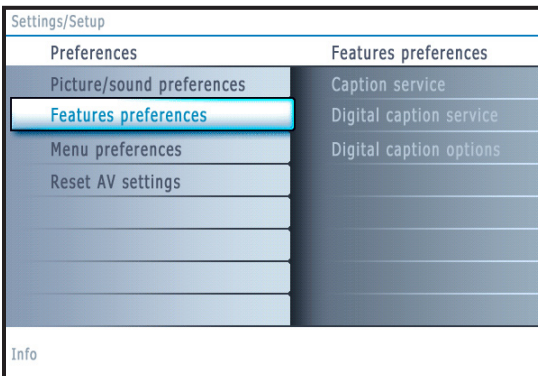 Settings/Setup
Preferences
Picture/sound preferences
Features preferences
Menu preferences
Reset AV settings
Features preferences
Caption service
Digital caption service
Digital caption options
Info